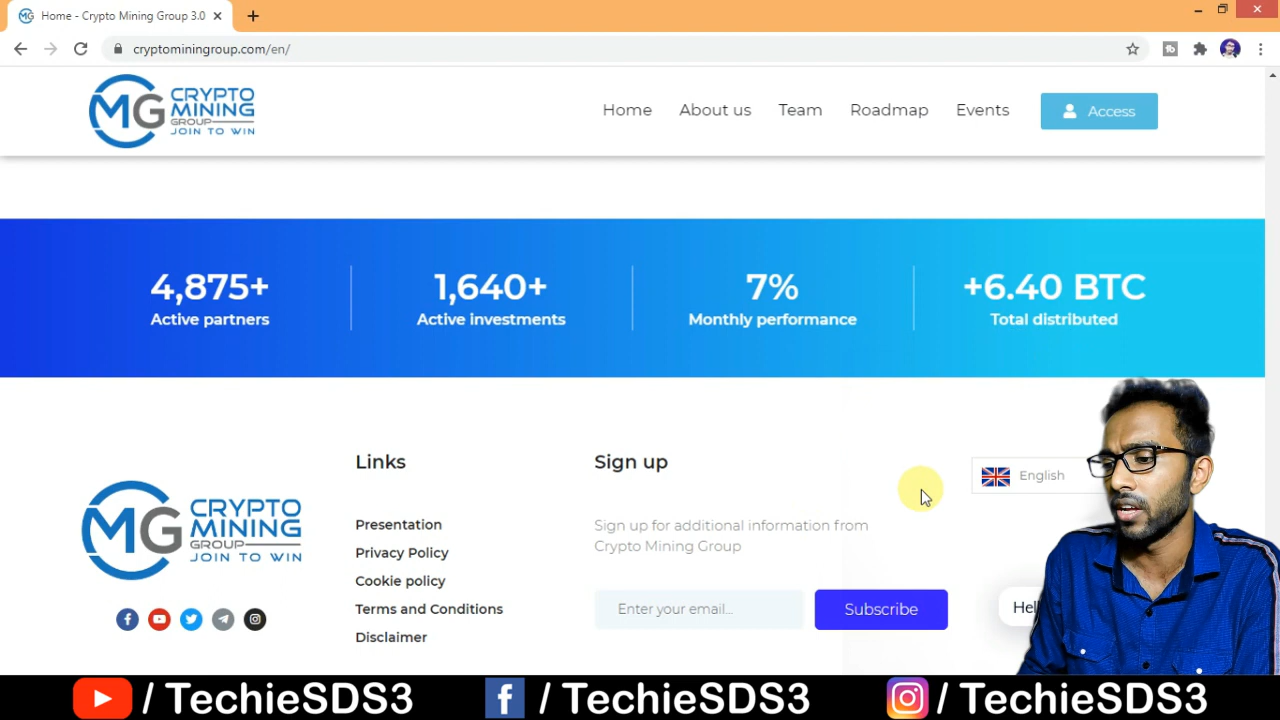 Home - Crypto Mining Group 3.0
cryptominingroup.com/en/
MG CRYPTO
MINING
GROUP
JOIN TO WIN
Home
About us
Team
Roadmap
Events
Access
4,875+
Active partners
1,640+
Active investments
7%
Monthly performance
+6.40 BTC
Total distributed
MG CRYPTO
MINING
GROUP
JOIN TO WIN
Links
Presentation
Privacy Policy
Cookie policy
Terms and Conditions
Disclaimer
Sign up
Sign up for additional information from
Crypto Mining Group
Enter your email...
Subscribe
English
/ TechieSDS3
/ TechieSDS3
/ TechieSDS3